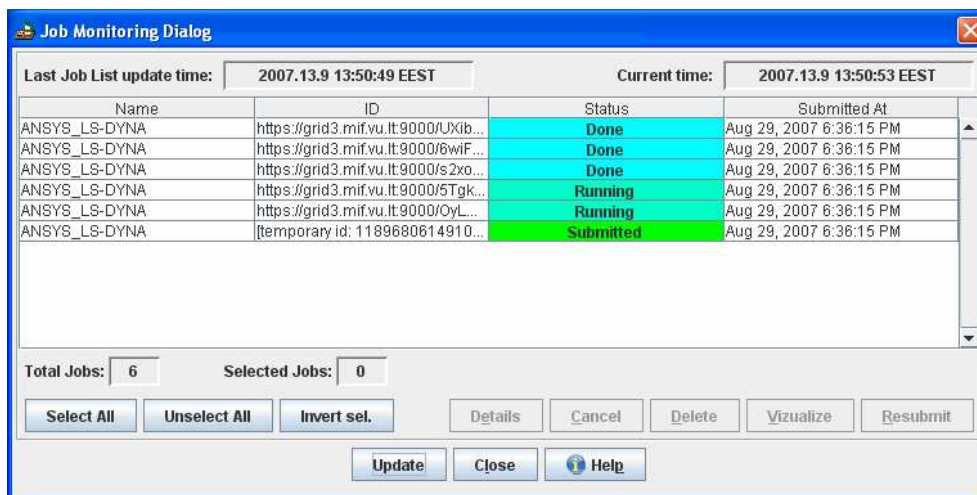 Job Monitoring Dialog
Last Job List update time: 2007.13.9 13:50:49 EEST Current time: 2007.13.9 13:50:53 EEST
Name ID Status Submitted At
ANSYS_LS-DYNA https://grid3.mif.vu.lt:9000/UXib... Done Aug 29, 2007 6:36:15 PM
ANSYS_LS-DYNA https://grid3.mif.vu.lt:9000/6wiF... Done Aug 29, 2007 6:36:15 PM
ANSYS_LS-DYNA https://grid3.mif.vu.lt:9000/s2xo... Done Aug 29, 2007 6:36:15 PM
ANSYS_LS-DYNA https://grid3.mif.vu.lt:9000/5Tgk... Running Aug 29, 2007 6:36:15 PM
ANSYS_LS-DYNA https://grid3.mif.vu.lt:9000/OyL... Running Aug 29, 2007 6:36:15 PM
ANSYS_LS-DYNA [temporary id: 1189680614910... Submitted Aug 29, 2007 6:36:15 PM
Total Jobs: 6 Selected Jobs: 0
Select All Unselect All Invert sel. Details Cancel Delete Vizualize Resubmit
Update Close Help